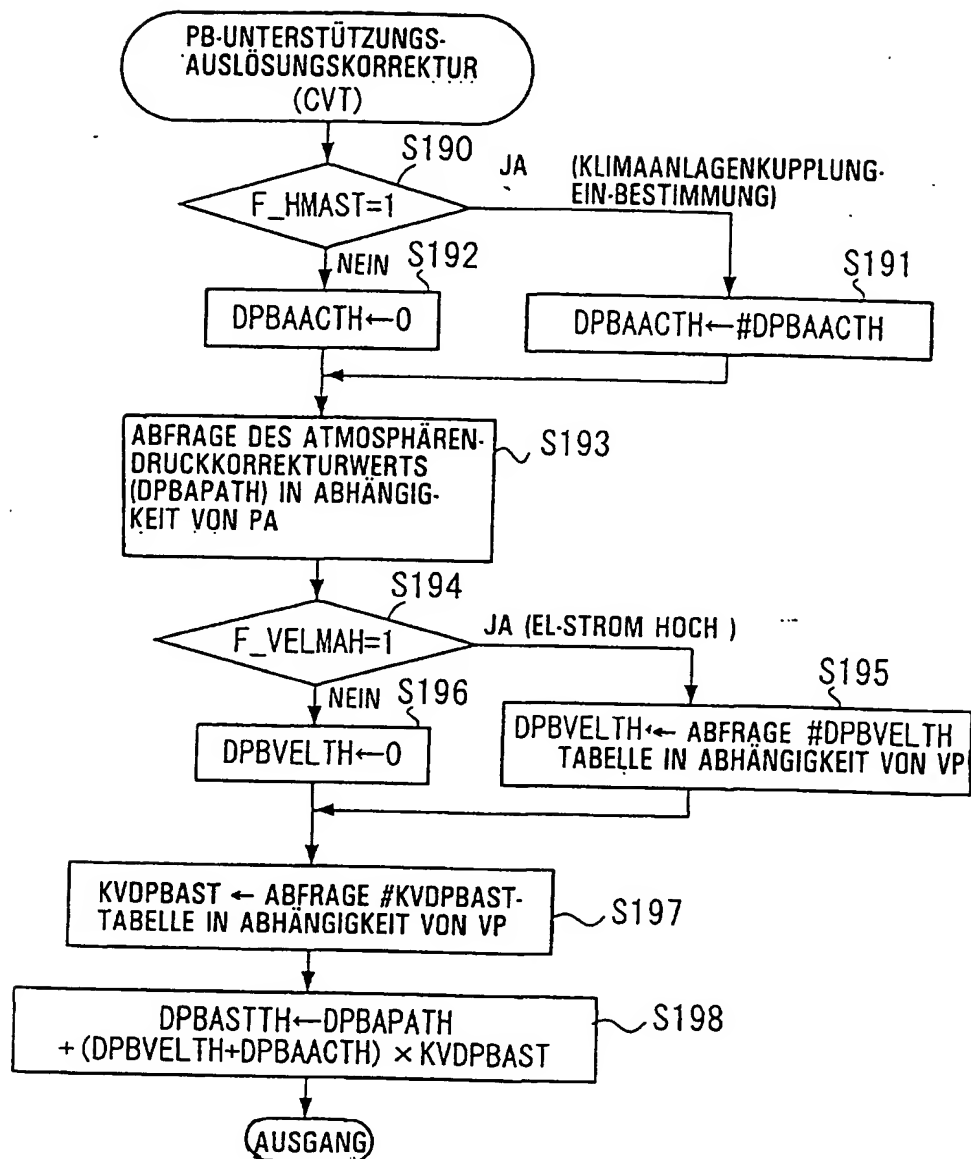 PB-UNTERSTÜTZUNGS-
AUSLÖSUNGSKORREKTUR
(CVT)
S190
F_HMAST=1
JA (KLIMAANLAGENKUPPLUNG-
EIN-BESTIMMUNG)
NEIN
S192
DPBAACTH←0
S191
DPBAACTH←#DPBAACTH
ABFRAGE DES ATMOSPHÄREN-
DRUCKKORREKTURWERTS
(DPBAPATH) IN ABHÄNGIG-
KEIT VON PA
S193
S194
F_VELMAH=1
JA (EL-STROM HOCH )
NEIN
S196
DPBVELTH←0
S195
DPBVELTH← ABFRAGE #DPBVELTH
TABELLE IN ABHÄNGIGKEIT VON VP
KVDPBAST ← ABFRAGE #KVDPBAST-
TABELLE IN ABHÄNGIGKEIT VON VP
S197
DPBASTTH←DPBAPATH
+(DPBVELTH+DPBAACTH) × KVDPBAST
S198
AUSGANG